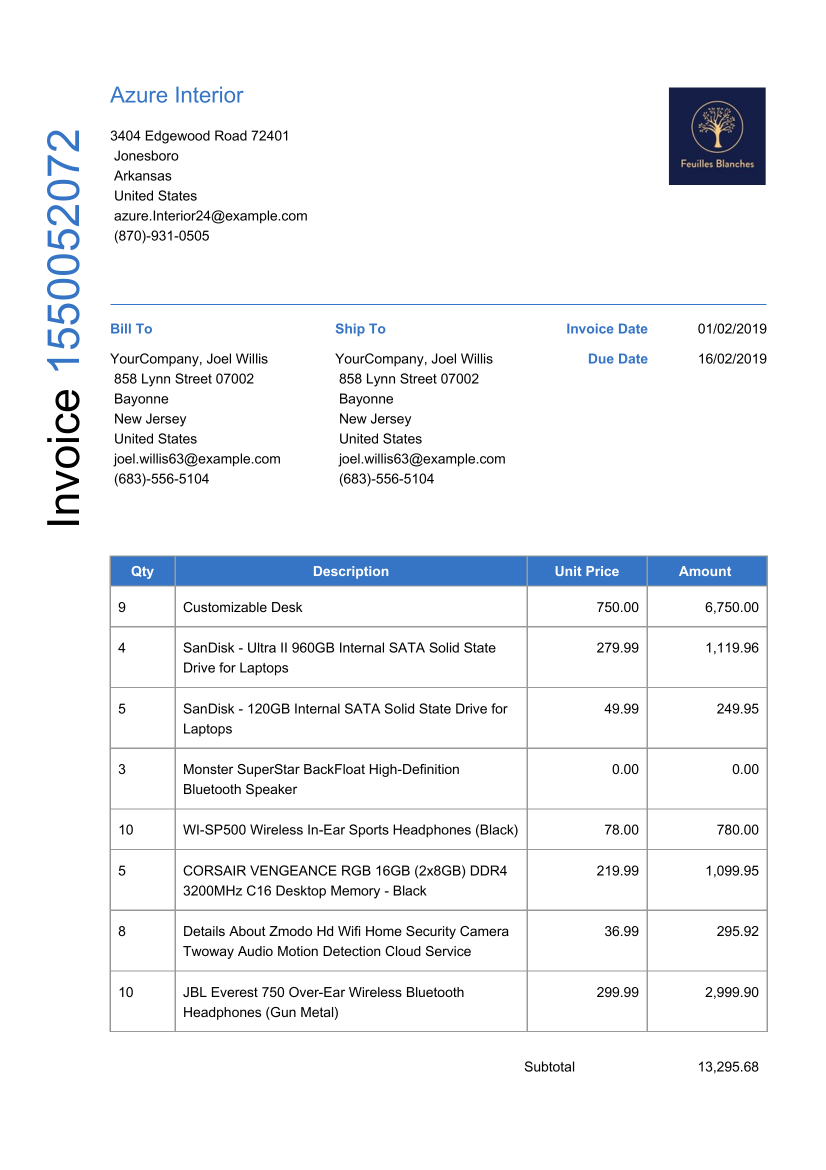 Invoice 1550052072
Azure Interior
3404 Edgewood Road 72401
Jonesboro
Arkansas
United States
azure.Interior24@example.com
(870)-931-0505
Feuilles Blanches
Bill To
YourCompany, Joel Willis
858 Lynn Street 07002
Bayonne
New Jersey
United States
joel.willis63@example.com
(683)-556-5104
Ship To
YourCompany, Joel Willis
858 Lynn Street 07002
Bayonne
New Jersey
United States
joel.willis63@example.com
(683)-556-5104
Invoice Date 01/02/2019
Due Date 16/02/2019
Qty Description Unit Price Amount
9 Customizable Desk 750.00 6,750.00
4 SanDisk - Ultra II 960GB Internal SATA Solid State 279.99 1,119.96
Drive for Laptops
5 SanDisk - 120GB Internal SATA Solid State Drive for 49.99 249.95
Laptops
3 Monster SuperStar BackFloat High-Definition 0.00 0.00
Bluetooth Speaker
10 WI-SP500 Wireless In-Ear Sports Headphones (Black) 78.00 780.00
5 CORSAIR VENGEANCE RGB 16GB (2x8GB) DDR4 219.99 1,099.95
3200MHz C16 Desktop Memory - Black
8 Details About Zmodo Hd Wifi Home Security Camera 36.99 295.92
Twoway Audio Motion Detection Cloud Service
10 JBL Everest 750 Over-Ear Wireless Bluetooth 299.99 2,999.90
Headphones (Gun Metal)
Subtotal 13,295.68